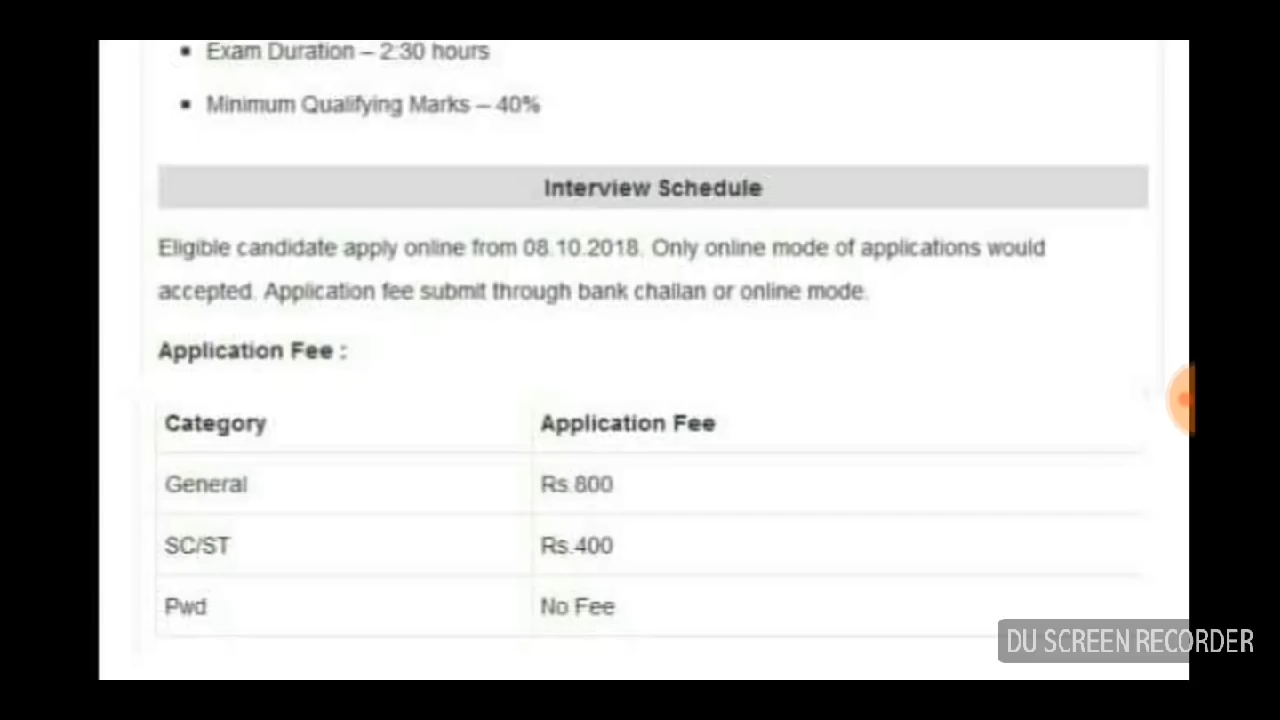 ▪ Exam Duration – 2:30 hours
▪ Minimum Qualifying Marks – 40%
Interview Schedule
Eligible candidate apply online from 08.10.2018. Only online mode of applications would
accepted. Application fee submit through bank challan or online mode.
Application Fee :
Category Application Fee
General Rs.800
SC/ST Rs.400
Pwd No Fee
DU SCREEN RECORDER